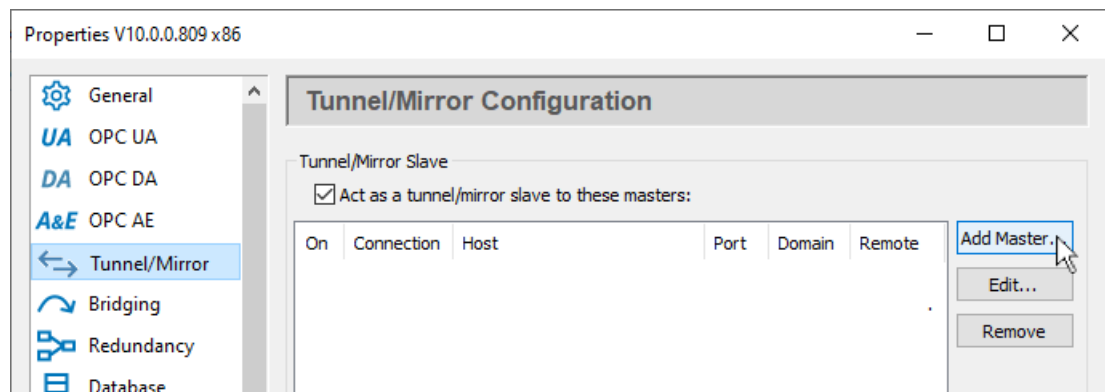 Properties V10.0.0.809 x86
General
UA OPC UA
DA OPC DA
A&E OPC AE
Tunnel/Mirror
Bridging
Redundancy
Database
Tunnel/Mirror Configuration
Tunnel/Mirror Slave
Act as a tunnel/mirror slave to these masters:
On Connection Host Port Domain Remote
Add Master...
Edit...
Remove